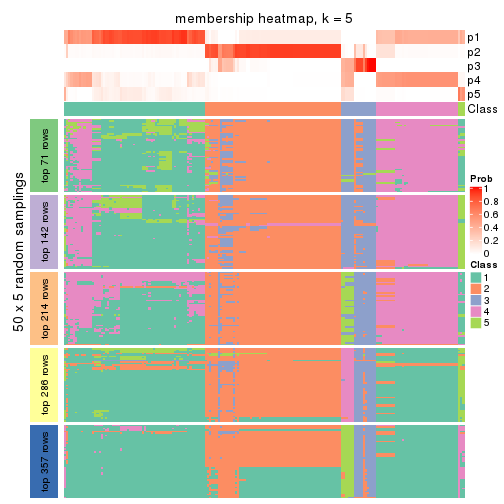 membership heatmap, k = 5
p1
p2
p3
p4
p5
Class
50 x 5 random samplings
top 71 rows
top 142 rows
top 214 rows
top 286 rows
top 357 rows
Prob
1
0.8
0.6
0.4
0.2
0
Class
1
2
3
4
5